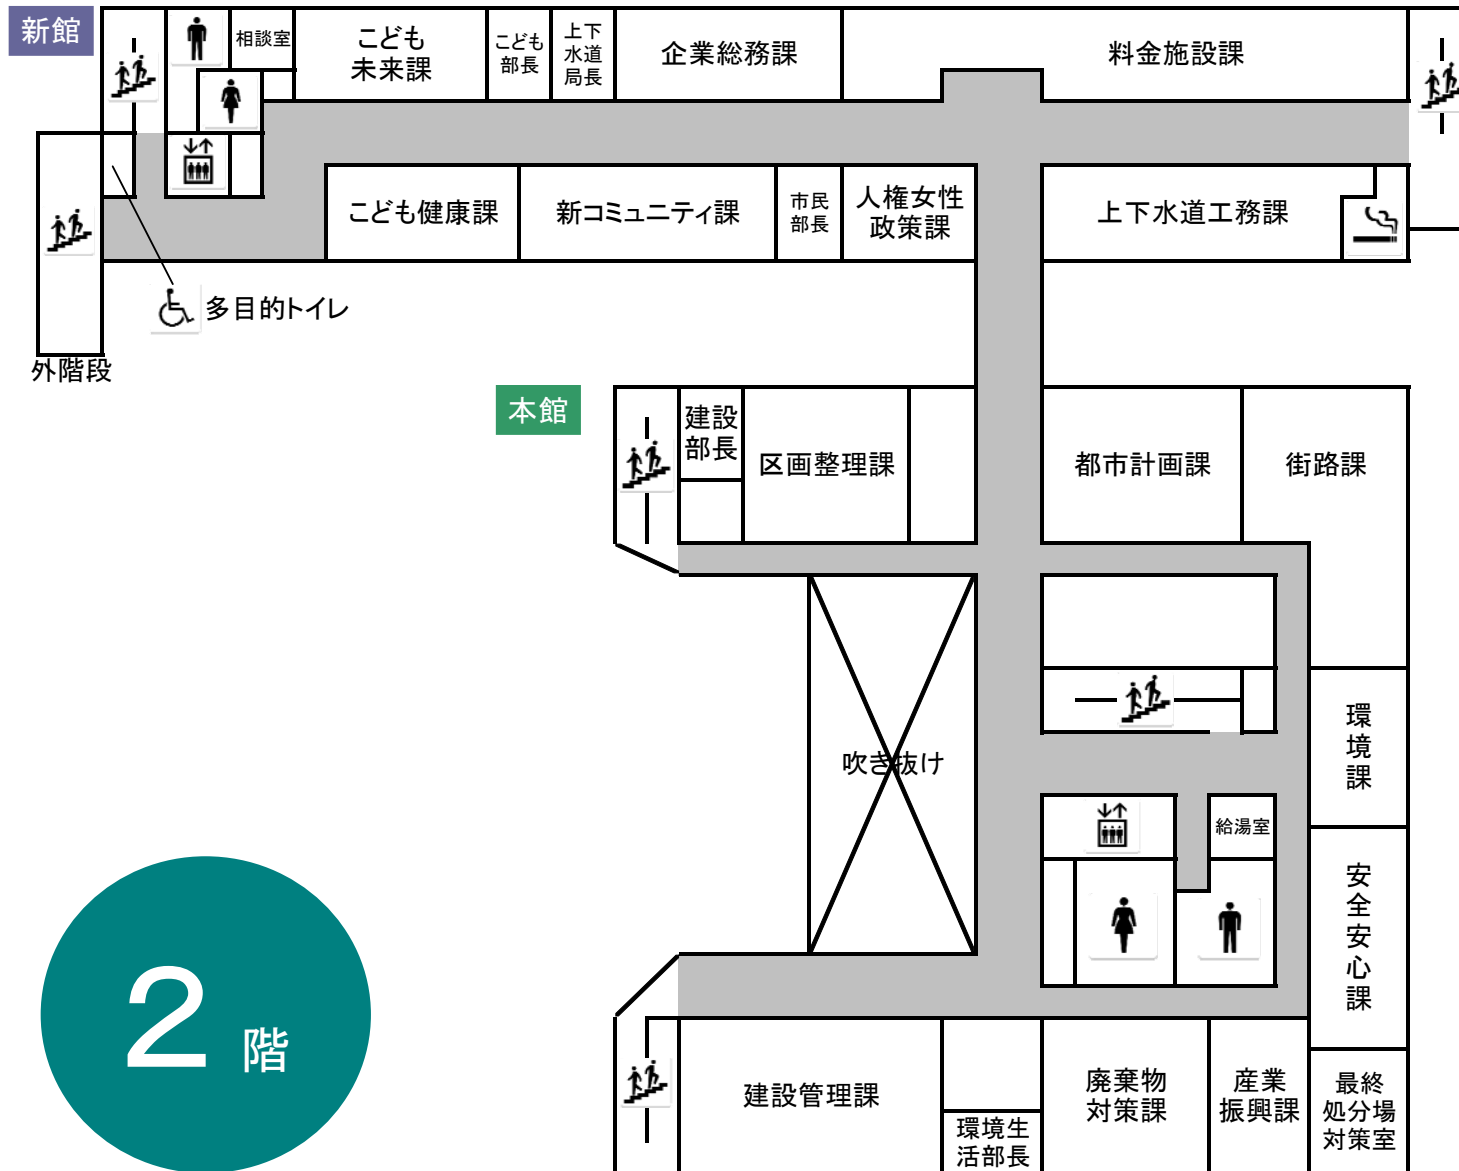 新館
相談室
こども
未来課
こども
部長
上下
水道
局長
企業総務課
料金施設課
こども健康課
新コミュニティ課
市民
部長
人権女性
政策課
上下水道工務課
多目的トイレ
外階段
本館
建設
部長
区画整理課
都市計画課
街路課
環境課
吹き抜け
給湯室
安全安心課
2階
建設管理課
環境生
活部長
廃棄物
対策課
産業
振興課
最終
処分場
対策室